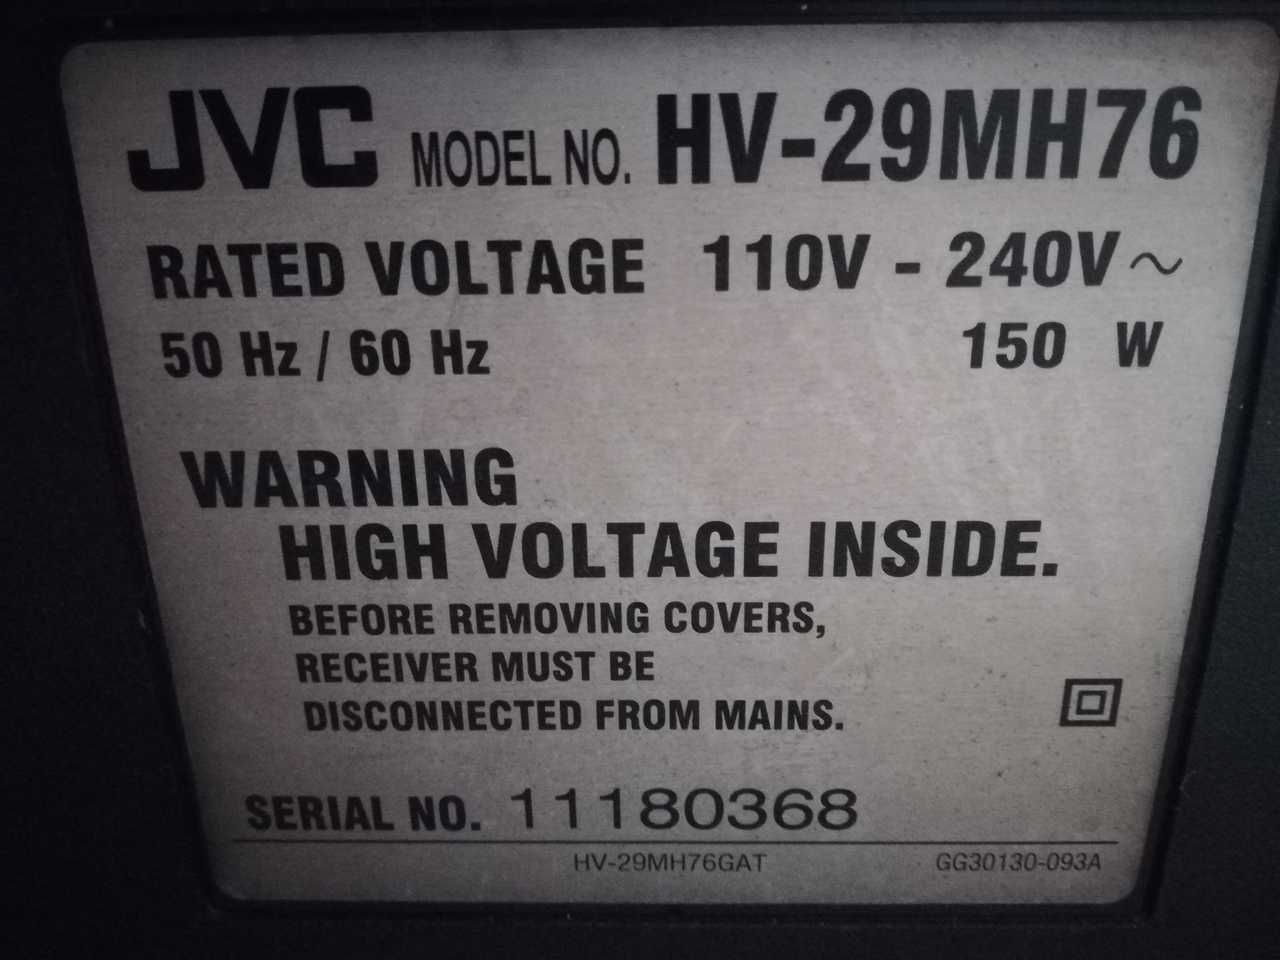 JVC MODEL NO. HV-29MH76
RATED VOLTAGE 110V - 240V ~
50 Hz / 60 Hz 150 W
WARNING
HIGH VOLTAGE INSIDE.
BEFORE REMOVING COVERS,
RECEIVER MUST BE
DISCONNECTED FROM MAINS.
SERIAL NO. 11180368
HV-29MH76GAT GG30130-093A